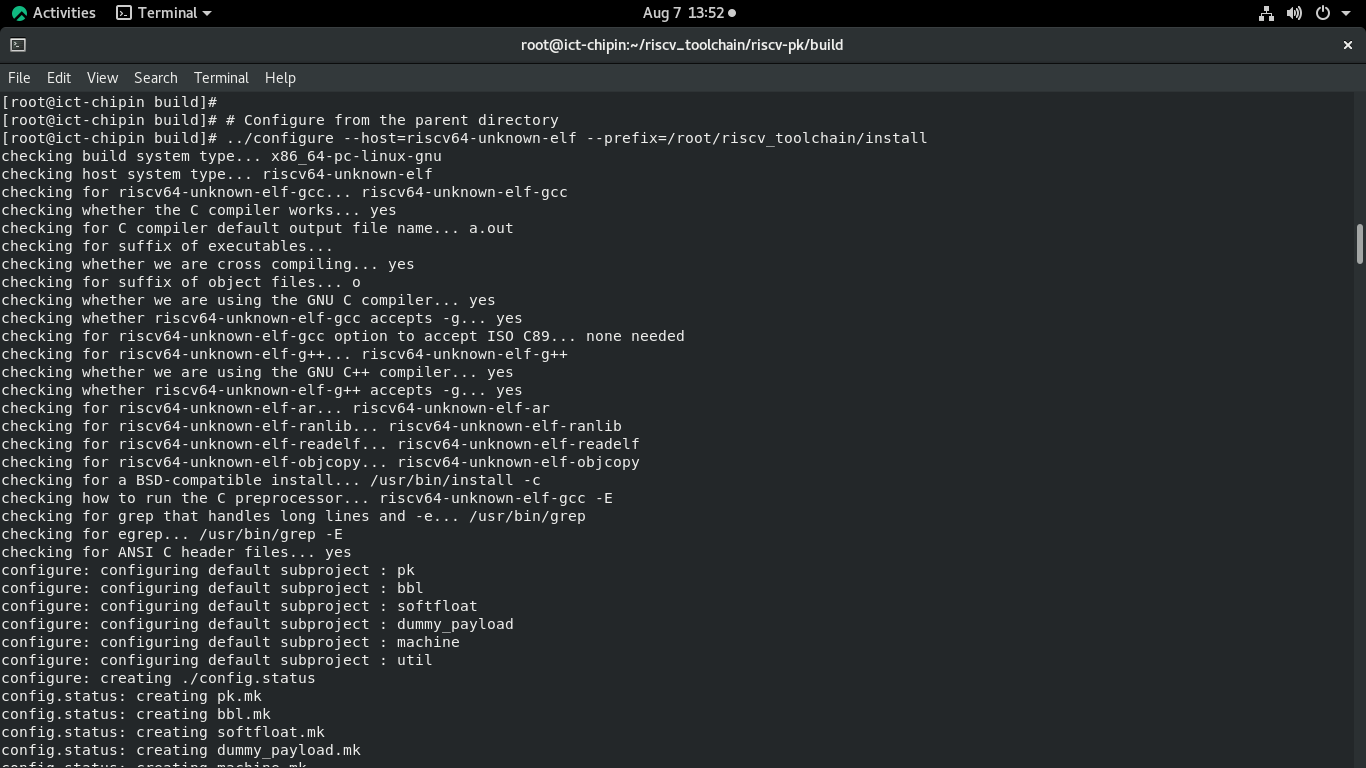 Activities Terminal Aug 7 13:52
root@ict-chipin:~/riscv_toolchain/riscv-pk/build
File Edit View Search Terminal Help
[root@ict-chipin build]#
[root@ict-chipin build]# # Configure from the parent directory
[root@ict-chipin build]# ../configure --host=riscv64-unknown-elf --prefix=/root/riscv_toolchain/install
checking build system type... x86_64-pc-linux-gnu
checking host system type... riscv64-unknown-elf
checking for riscv64-unknown-elf-gcc... riscv64-unknown-elf-gcc
checking whether the C compiler works... yes
checking for C compiler default output file name... a.out
checking for suffix of executables...
checking whether we are cross compiling... yes
checking for suffix of object files... o
checking whether we are using the GNU C compiler... yes
checking whether riscv64-unknown-elf-gcc accepts -g... yes
checking for riscv64-unknown-elf-gcc option to accept ISO C89... none needed
checking for riscv64-unknown-elf-g++... riscv64-unknown-elf-g++
checking whether we are using the GNU C++ compiler... yes
checking whether riscv64-unknown-elf-g++ accepts -g... yes
checking for riscv64-unknown-elf-ar... riscv64-unknown-elf-ar
checking for riscv64-unknown-elf-ranlib... riscv64-unknown-elf-ranlib
checking for riscv64-unknown-elf-readelf... riscv64-unknown-elf-readelf
checking for riscv64-unknown-elf-objcopy... riscv64-unknown-elf-objcopy
checking for a BSD-compatible install... /usr/bin/install -c
checking how to run the C preprocessor... riscv64-unknown-elf-gcc -E
checking for grep that handles long lines and -e... /usr/bin/grep
checking for egrep... /usr/bin/grep -E
checking for ANSI C header files... yes
configure: configuring default subproject : pk
configure: configuring default subproject : bbl
configure: configuring default subproject : softfloat
configure: configuring default subproject : dummy_payload
configure: configuring default subproject : machine
configure: configuring default subproject : util
configure: creating ./config.status
config.status: creating pk.mk
config.status: creating bbl.mk
config.status: creating softfloat.mk
config.status: creating dummy_payload.mk
config.status: creating machine.mk